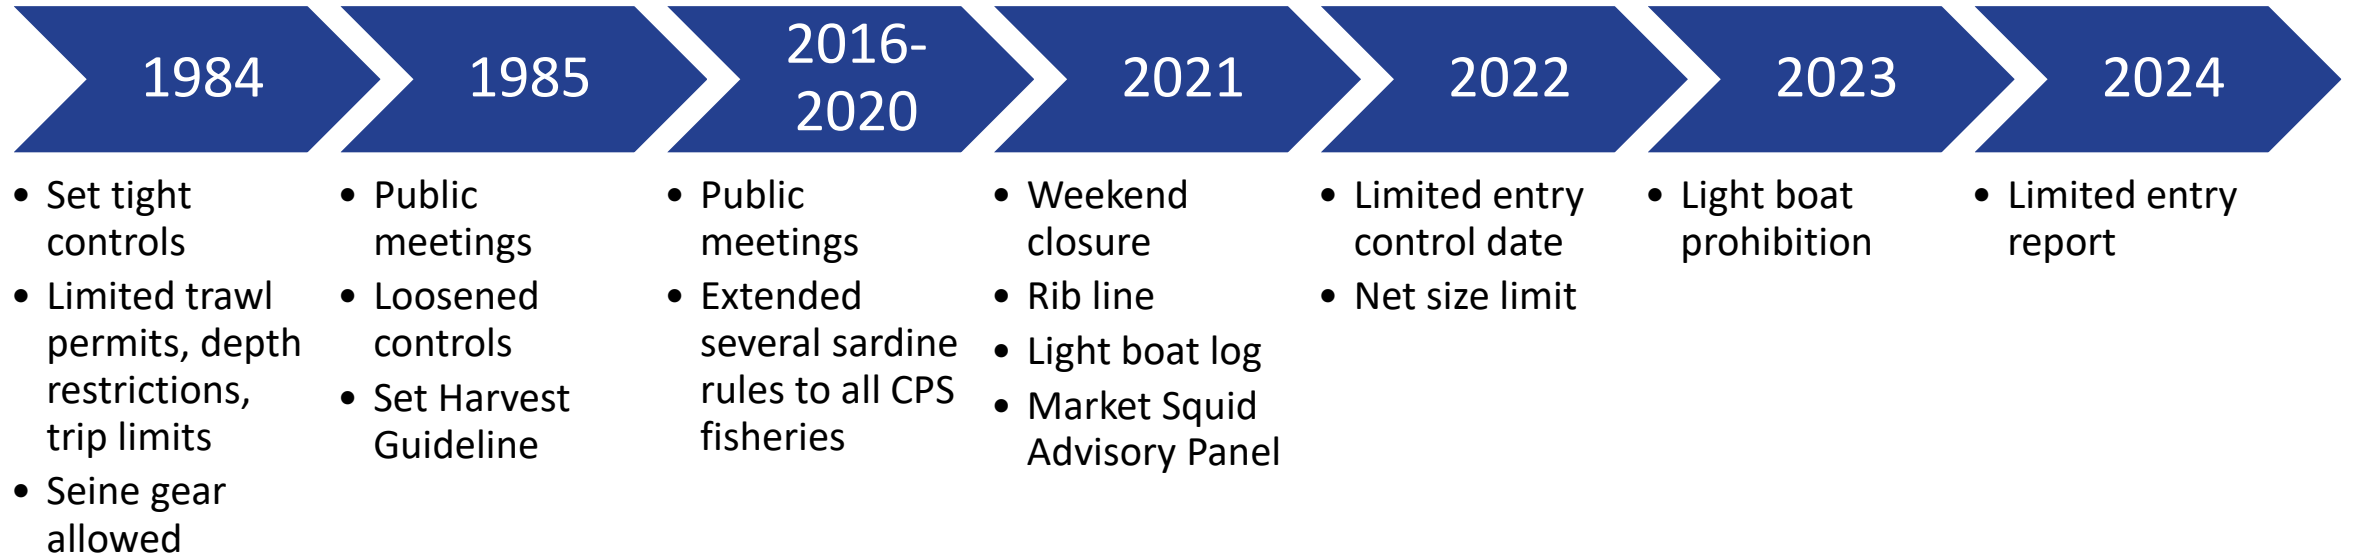 1984
• Set tight
controls
• Limited trawl
permits, depth
restrictions,
trip limits
• Seine gear
allowed
1985
• Public
meetings
• Loosened
controls
• Set Harvest
Guideline
2016-
2020
• Public
meetings
• Extended
several sardine
rules to all CPS
fisheries
2021
• Weekend
closure
• Rib line
• Light boat log
• Market Squid
Advisory Panel
2022
• Limited entry
control date
• Net size limit
2023
• Light boat
prohibition
2024
• Limited entry
report